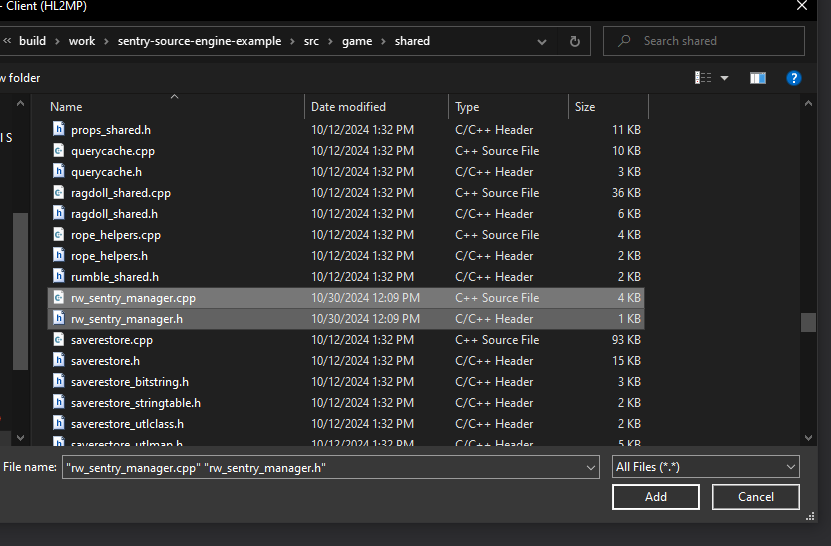 - Client (HL2MP)
« build › work › sentry-source-engine-example › src › game › shared
Search shared
w folder
?
Name Date modified Type Size
props_shared.h 10/12/2024 1:32 PM C/C++ Header 11 KB
l S
querycache.cpp 10/12/2024 1:32 PM C++ Source File 10 KB
querycache.h 10/12/2024 1:32 PM C/C++ Header 3 KB
ragdoll_shared.cpp 10/12/2024 1:32 PM C++ Source File 36 KB
ragdoll_shared.h 10/12/2024 1:32 PM C/C++ Header 6 KB
rope_helpers.cpp 10/12/2024 1:32 PM C++ Source File 4 KB
rope_helpers.h 10/12/2024 1:32 PM C/C++ Header 2 KB
rumble_shared.h 10/12/2024 1:32 PM C/C++ Header 2 KB
rw_sentry_manager.cpp 10/30/2024 12:09 PM C++ Source File 4 KB
rw_sentry_manager.h 10/30/2024 12:09 PM C/C++ Header 1 KB
saverestore.cpp 10/12/2024 1:32 PM C++ Source File 93 KB
saverestore.h 10/12/2024 1:32 PM C/C++ Header 15 KB
saverestore_bitstring.h 10/12/2024 1:32 PM C/C++ Header 3 KB
saverestore_stringtable.h 10/12/2024 1:32 PM C/C++ Header 2 KB
saverestore_utlclass.h 10/12/2024 1:32 PM C/C++ Header 2 KB
saverestore_utlmap.h 10/12/2024 1:32 PM C/C++ Header 5 KB
File name: "rw_sentry_manager.cpp" "rw_sentry_manager.h" All Files (*.*)
Add Cancel